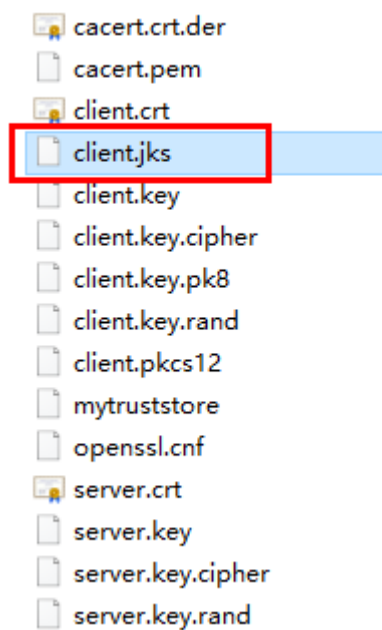 cacert.crt.der
cacert.pem
client.crt
client.jks
client.key
client.key.cipher
client.key.pk8
client.key.rand
client.pkcs12
mytruststore
openssl.cnf
server.crt
server.key
server.key.cipher
server.key.rand